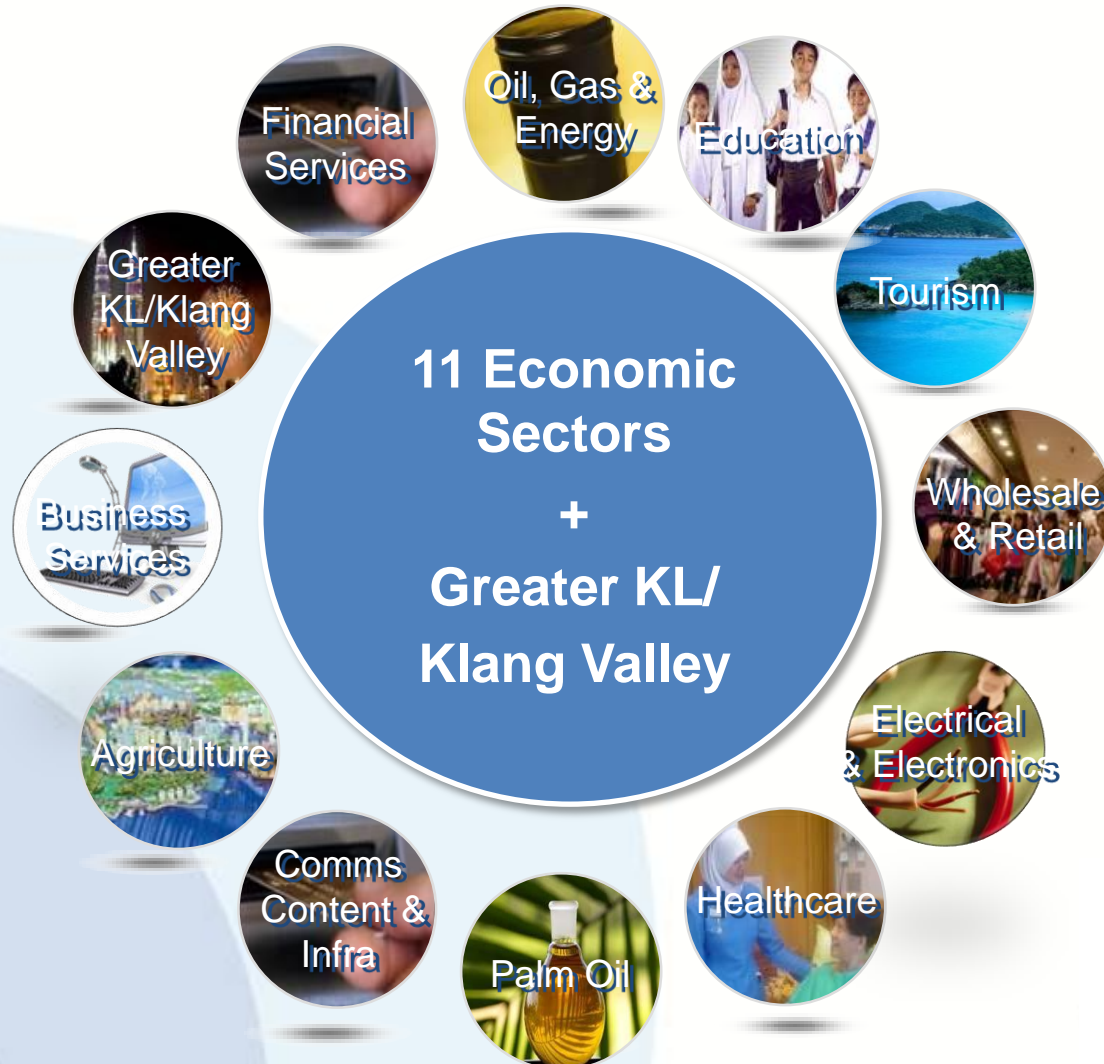 Oil, Gas &
Energy
Financial
Services
Education
Greater
KL/Klang
Valley
Tourism
11 Economic
Sectors
+
Greater KL/
Klang Valley
Business
Services
Wholesale
& Retail
Agriculture
Electrical
& Electronics
Comms
Content &
Infra
Healthcare
Palm Oil